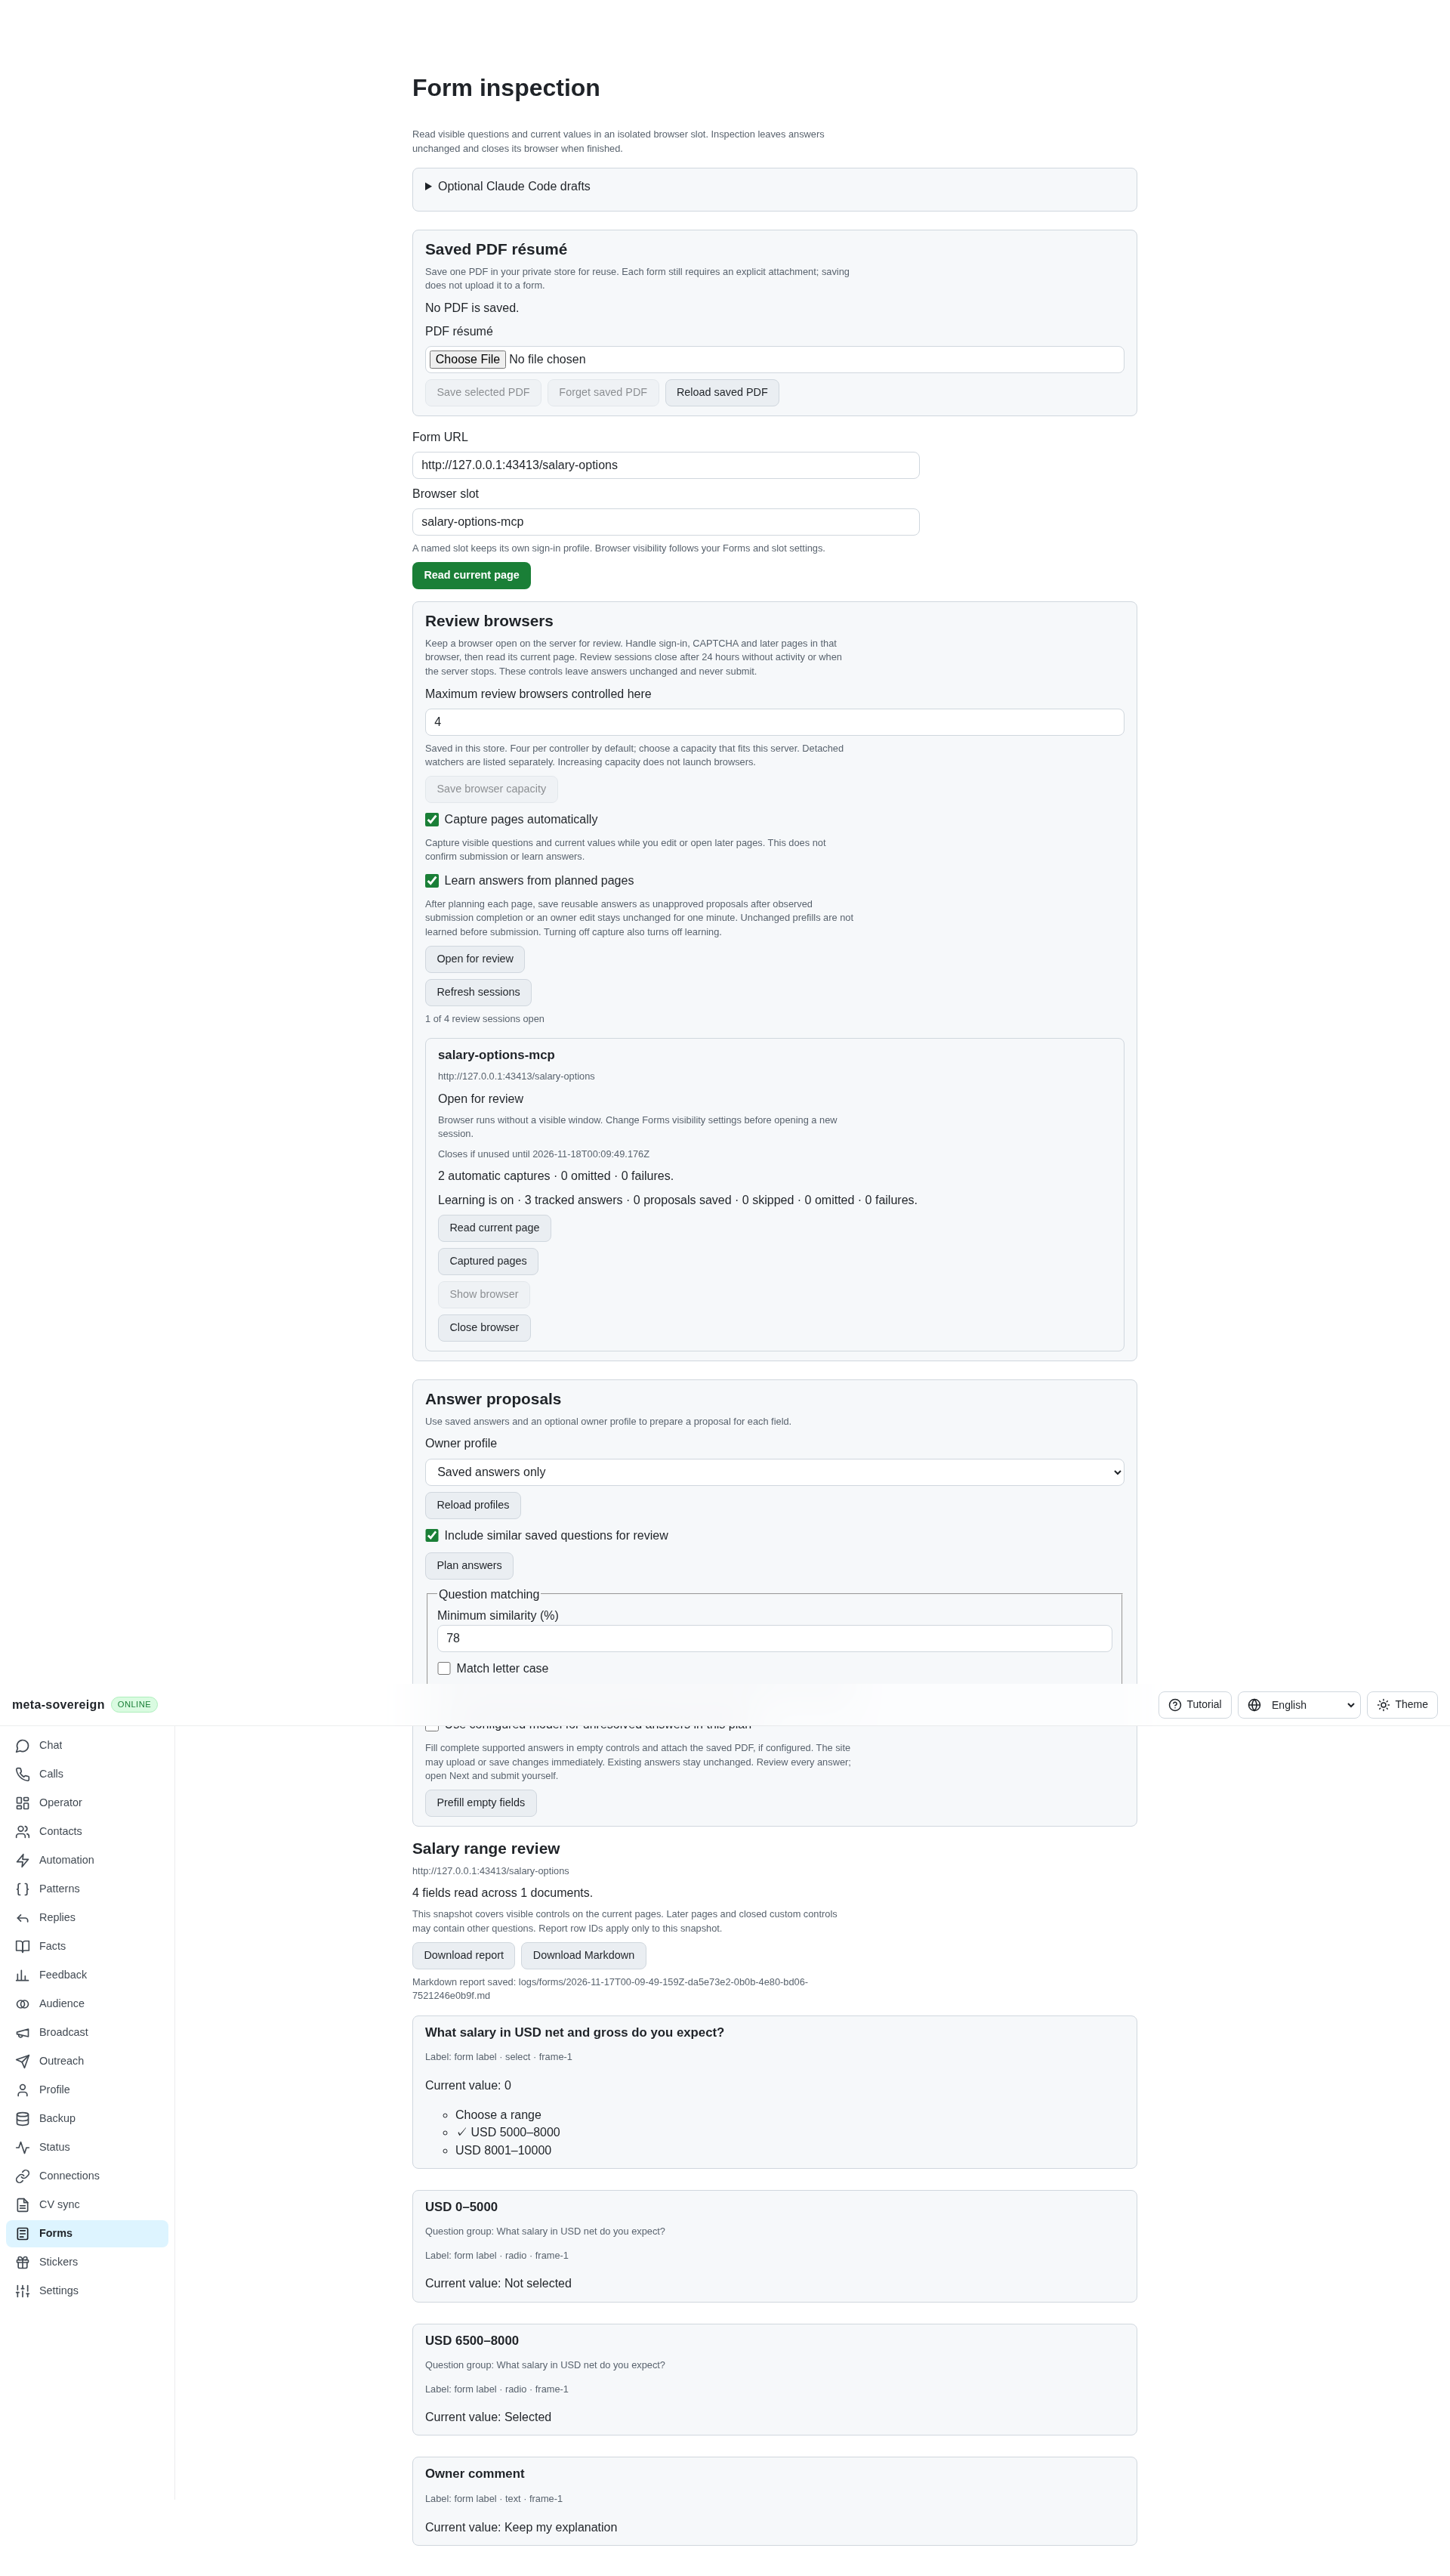 Form inspection
Read visible questions and current values in an isolated browser slot. Inspection leaves answers
unchanged and closes its browser when finished.
Optional Claude Code drafts
Saved PDF résumé
Save one PDF in your private store for reuse. Each form still requires an explicit attachment; saving
does not upload it to a form.
No PDF is saved.
PDF résumé
Choose File No file chosen
Save selected PDF Forget saved PDF Reload saved PDF
Form URL
http://127.0.0.1:43413/salary-options
Browser slot
salary-options-mcp
A named slot keeps its own sign-in profile. Browser visibility follows your Forms and slot settings.
Read current page
Review browsers
Keep a browser open on the server for review. Handle sign-in, CAPTCHA and later pages in that
browser, then read its current page. Review sessions close after 24 hours without activity or when
the server stops. These controls leave answers unchanged and never submit.
Maximum review browsers controlled here
4
Saved in this store. Four per controller by default; choose a capacity that fits this server. Detached
watchers are listed separately. Increasing capacity does not launch browsers.
Save browser capacity
Capture pages automatically
Capture visible questions and current values while you edit or open later pages. This does not
confirm submission or learn answers.
Learn answers from planned pages
After planning each page, save reusable answers as unapproved proposals after observed
submission completion or an owner edit stays unchanged for one minute. Unchanged prefills are not
learned before submission. Turning off capture also turns off learning.
Open for review
Refresh sessions
1 of 4 review sessions open
salary-options-mcp
http://127.0.0.1:43413/salary-options
Open for review
Browser runs without a visible window. Change Forms visibility settings before opening a new
session.
Closes if unused until 2026-11-18T00:09:49.176Z
2 automatic captures · 0 omitted · 0 failures.
Learning is on · 3 tracked answers · 0 proposals saved · 0 skipped · 0 omitted · 0 failures.
Read current page
Captured pages
Show browser
Close browser
Answer proposals
Use saved answers and an optional owner profile to prepare a proposal for each field.
Owner profile
Saved answers only
Reload profiles
Include similar saved questions for review
Plan answers
Question matching
Minimum similarity (%)
78
Match letter case
meta-sovereign ONLINE Tutorial English Theme
Use configured model for unresolved answers in this plan
Fill complete supported answers in empty controls and attach the saved PDF, if configured. The site
may upload or save changes immediately. Existing answers stay unchanged. Review every answer;
open Next and submit yourself.
Prefill empty fields
Chat
Calls
Operator
Contacts
Automation
Patterns
Replies
Facts
Feedback
Audience
Broadcast
Outreach
Profile
Backup
Status
Connections
CV sync
Forms
Stickers
Settings
Salary range review
http://127.0.0.1:43413/salary-options
4 fields read across 1 documents.
This snapshot covers visible controls on the current pages. Later pages and closed custom controls
may contain other questions. Report row IDs apply only to this snapshot.
Download report Download Markdown
Markdown report saved: logs/forms/2026-11-17T00-09-49-159Z-da5e73e2-0b0b-4e80-bd06-
7521246e0b9f.md
What salary in USD net and gross do you expect?
Label: form label · select · frame-1
Current value: 0
Choose a range
✓ USD 5000–8000
USD 8001–10000
USD 0–5000
Question group: What salary in USD net do you expect?
Label: form label · radio · frame-1
Current value: Not selected
USD 6500–8000
Question group: What salary in USD net do you expect?
Label: form label · radio · frame-1
Current value: Selected
Owner comment
Label: form label · text · frame-1
Current value: Keep my explanation